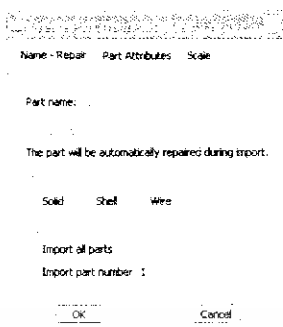 Name - Repair Part Attributes Scale
Part name:
The part will be automatically repaired during import.
Solid Shell Wire
Import all parts
Import part number 1
OK Cancel